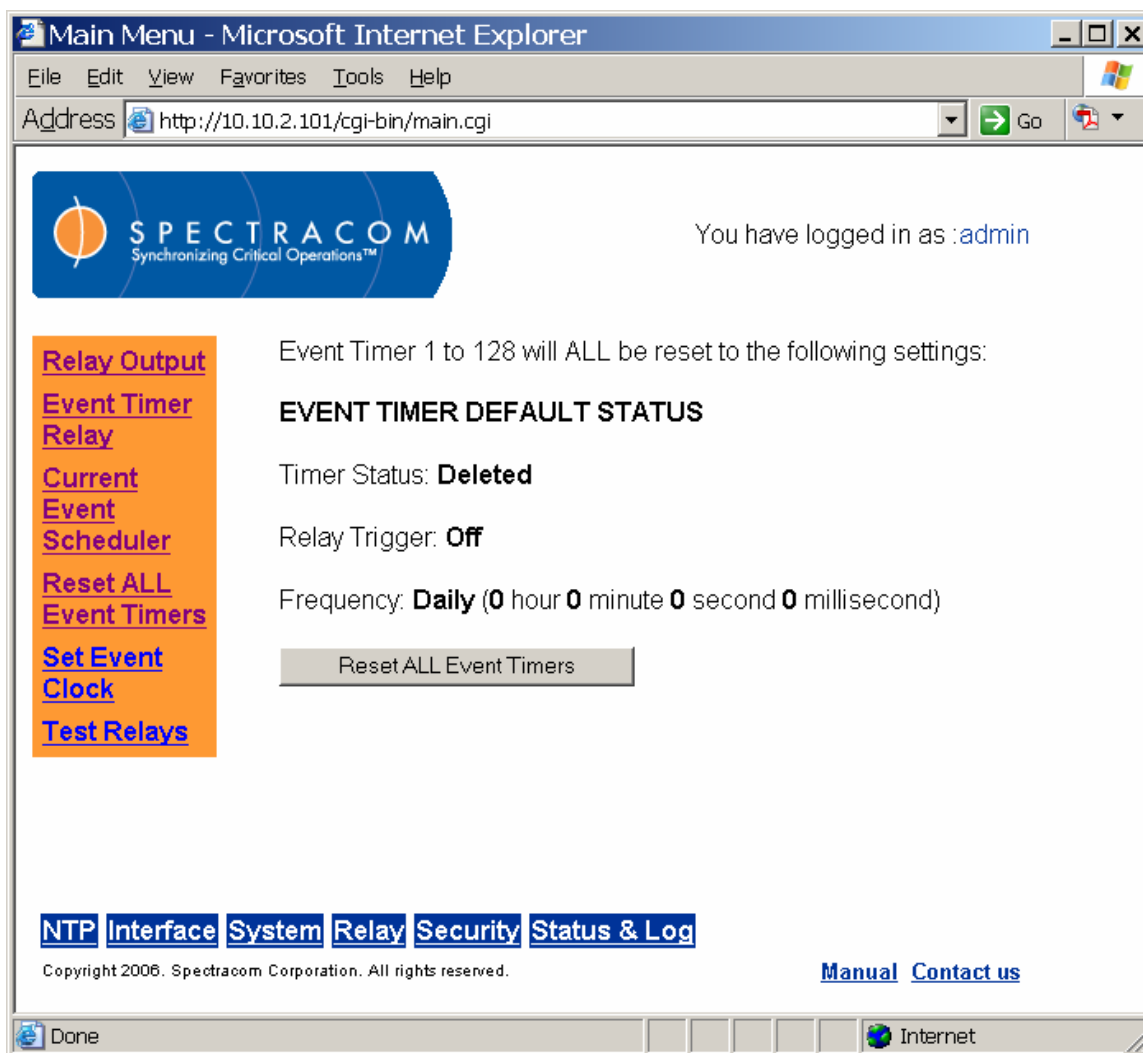 Main Menu - Microsoft Internet Explorer
File Edit View Favorites Tools Help
Address http://10.10.2.101/cgi-bin/main.cgi Go
SPECTRACOM
Synchronizing Critical Operations™
You have logged in as :admin
Relay Output
Event Timer
Relay
Current
Event
Scheduler
Reset ALL
Event Timers
Set Event
Clock
Test Relays
Event Timer 1 to 128 will ALL be reset to the following settings:
EVENT TIMER DEFAULT STATUS
Timer Status: Deleted
Relay Trigger: Off
Frequency: Daily (0 hour 0 minute 0 second 0 millisecond)
Reset ALL Event Timers
NTP Interface System Relay Security Status & Log
Copyright 2006. Spectracom Corporation. All rights reserved.
Manual Contact us
Done
Internet